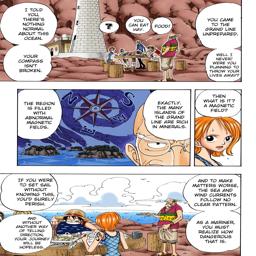 YOU CAME
TO THE
GRAND LINE
UNPREPARED.
WELL, I
NEVER!
WERE YOU
PLANNING TO
THROW YOUR
LIVES AWAY?
FOOD!
YOU CAN
EAT
WAY.
?
I TOLD
YOU,
THERE'S
NOTHING
NORMAL
ABOUT THIS
OCEAN.
YOUR
COMPASS
ISN'T
BROKEN.
THEN
WHAT IS IT?
A MAGNETIC
FIELD?
EXACTLY.
THE MANY
ISLANDS OF
THE GRAND
LINE ARE
RICH IN
MINERALS.
THE REGION
IS FILLED
WITH
ABNORMAL
MAGNETIC
FIELDS.
AND TO MAKE
MATTERS
WORSE,
THE SEA AND
WIND
CURRENTS
FOLLOW NO
CLEAR
PATTERN.
AS A MARINER,
YOU MUST
REALIZE HOW
DANGEROUS
THAT IS.
IF YOU WERE
TO SET SAIL
WITHOUT
KNOWING THIS,
YOU'D SURELY
PERISH.
AND
WITHOUT
ANOTHER WAY
OF TELLING
DIRECTION,
YOUR JOURNEY
WILL BE
HOPELESS.